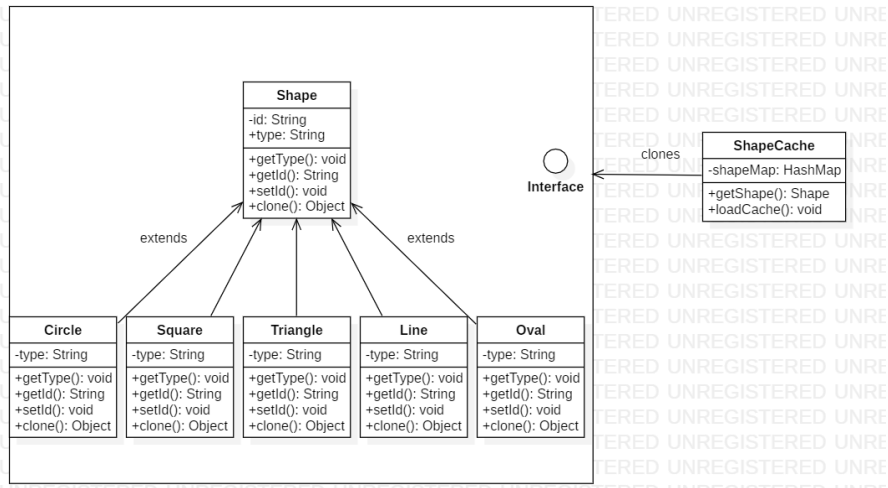 Shape
-id: String
+type: String
+getType(): void
+getId(): String
+setId(): void
+clone(): Object
Interface
clones
ShapeCache
-shapeMap: HashMap
+getShape(): Shape
+loadCache(): void
extends
extends
Circle
-type: String
+getType(): void
+getId(): String
+setId(): void
+clone(): Object
Square
-type: String
+getType(): void
+getId(): String
+setId(): void
+clone(): Object
Triangle
-type: String
+getType(): void
+getId(): String
+setId(): void
+clone(): Object
Line
-type: String
+getType(): void
+getId(): String
+setId(): void
+clone(): Object
Oval
-type: String
+getType(): void
+getId(): String
+setId(): void
+clone(): Object
UNREGISTERED UNREGISTERED